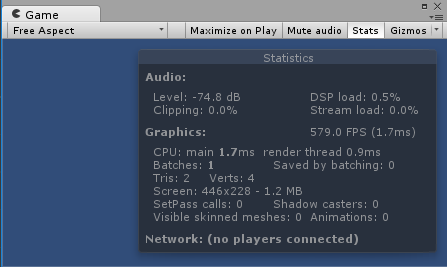 Game
Free Aspect Maximize on Play Mute audio Stats Gizmos
Statistics
Audio:
Level: -74.8 dB DSP load: 0.5%
Clipping: 0.0% Stream load: 0.0%
Graphics: 579.0 FPS (1.7ms)
CPU: main 1.7ms render thread 0.9ms
Batches: 1 Saved by batching: 0
Tris: 2 Verts: 4
Screen: 446x228 - 1.2 MB
SetPass calls: 0 Shadow casters: 0
Visible skinned meshes: 0 Animations: 0
Network: (no players connected)